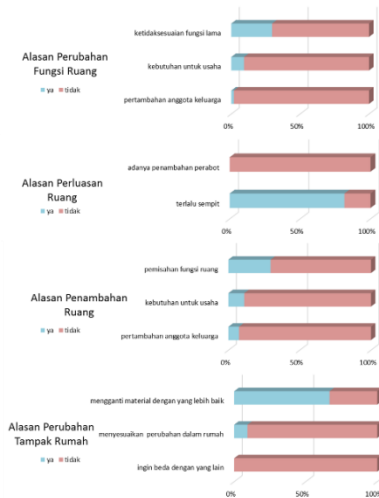 Alasan Perubahan
Fungsi Ruang
ya tidak
ketidaksesuaian fungsi lama
kebutuhan untuk usaha
pertambahan anggota keluarga
0% 50% 100%
Alasan Perluasan
Ruang
ya tidak
adanya penambahan perabot
terlalu sempit
0% 50% 100%
Alasan Penambahan
Ruang
ya tidak
pemisahan fungsi ruang
kebutuhan untuk usaha
pertambahan anggota keluarga
0% 50% 100%
Alasan Perubahan
Tampak Rumah
ya tidak
mengganti material dengan yang lebih baik
menyesuaikan perubahan dalam rumah
ingin beda dengan yang lain
0% 50% 100%